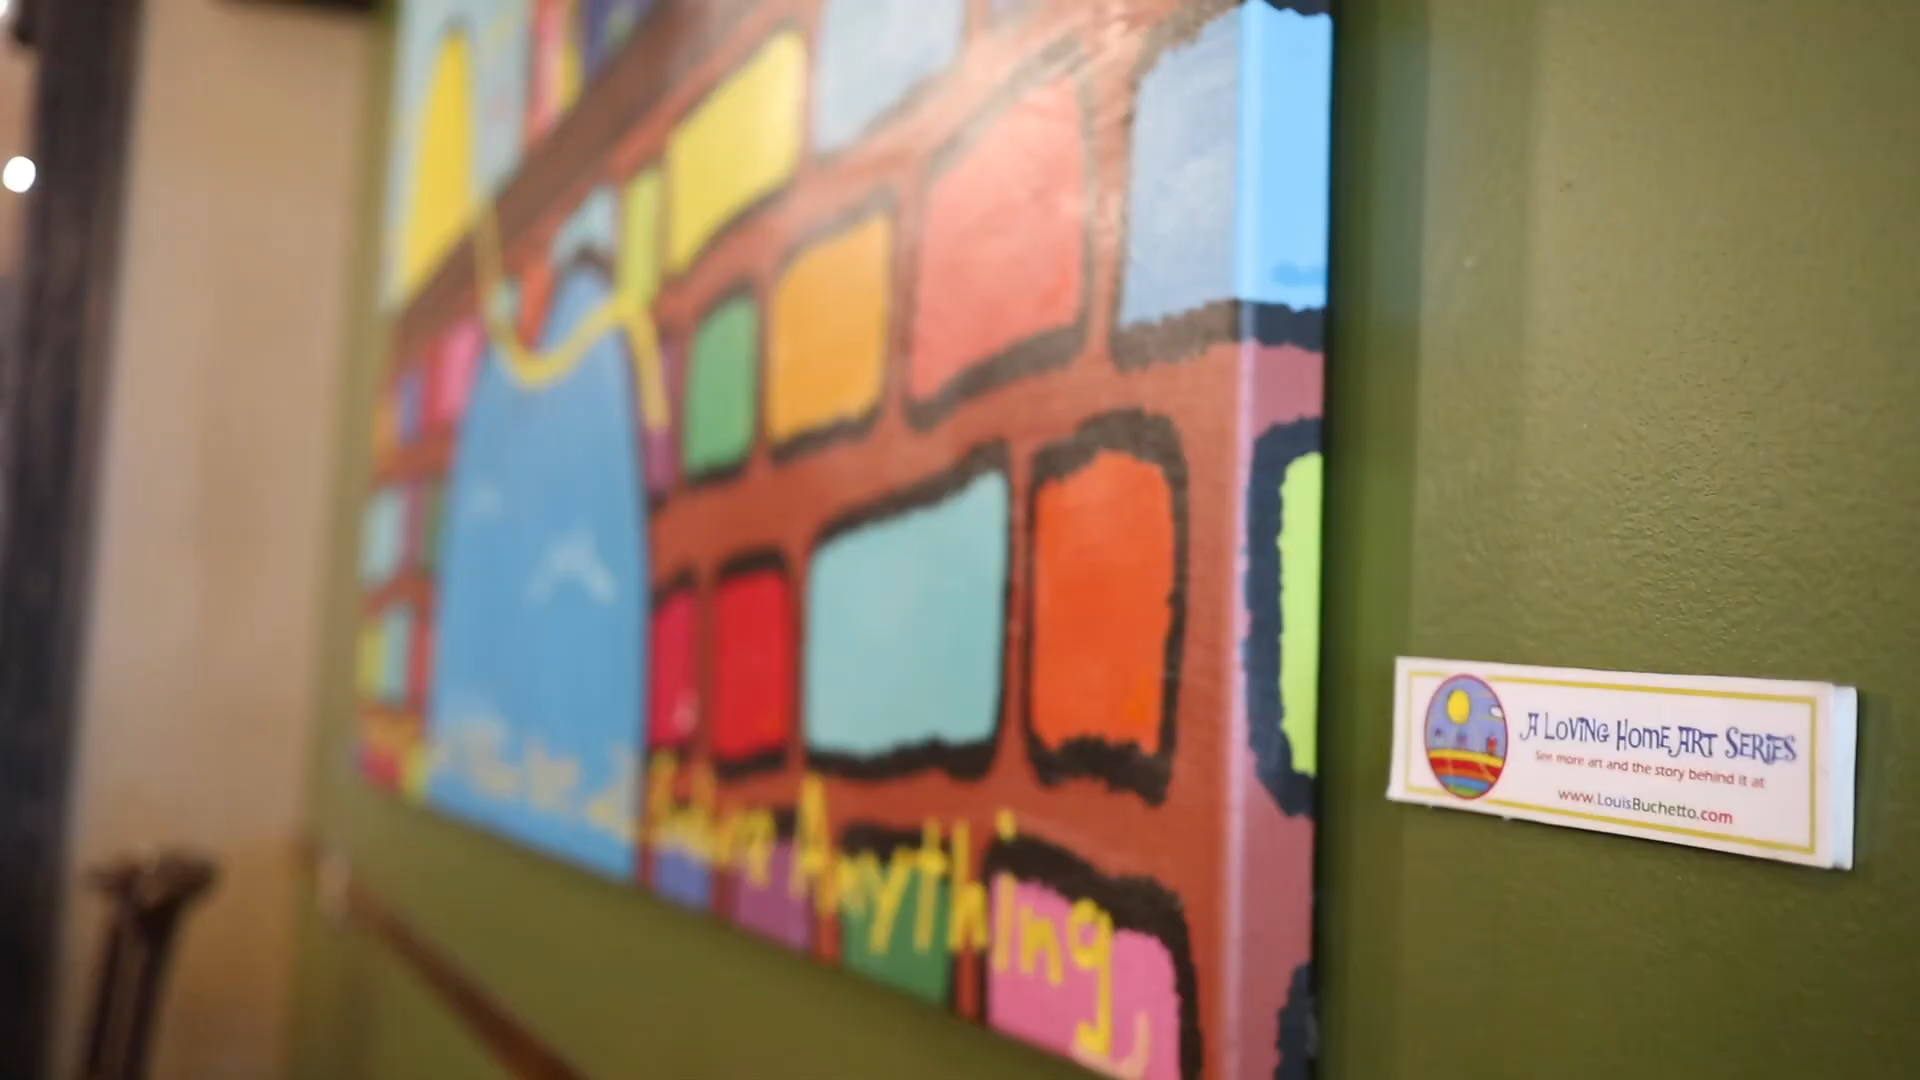 Anything
A Loving Home Art Series
See more art and the story behind it at
www.LouisBuchetto.com